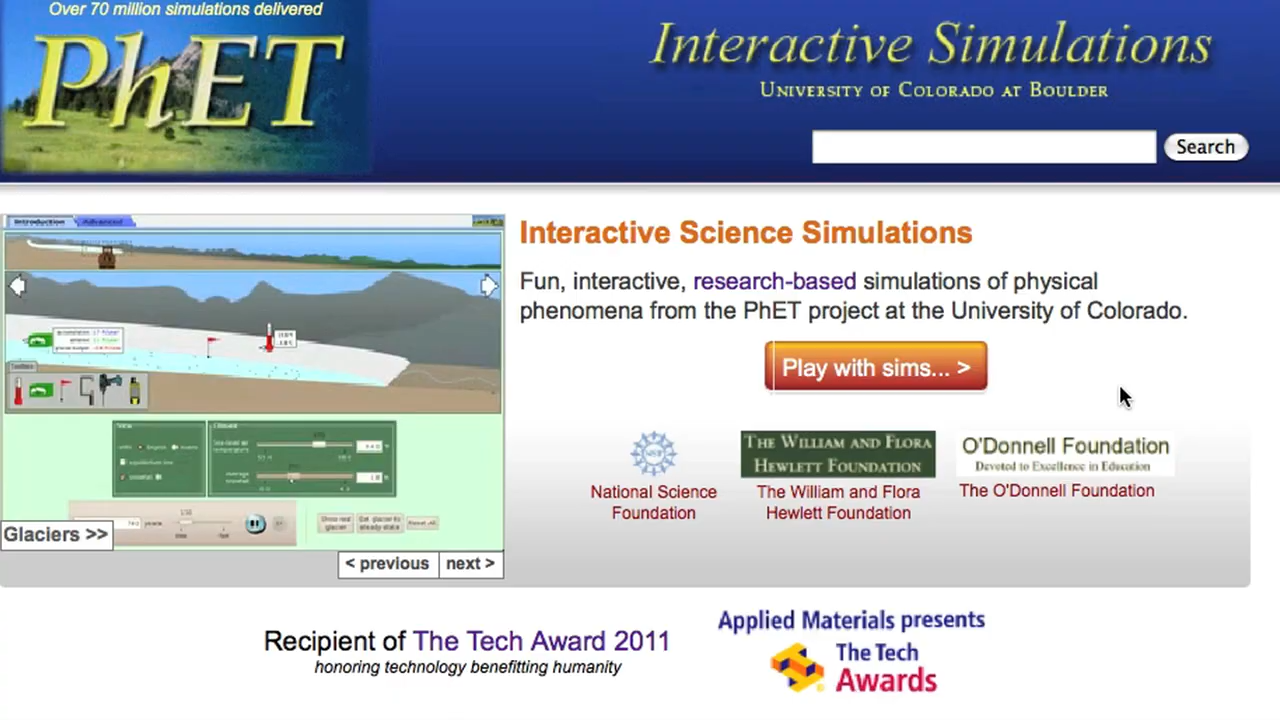 Over 70 million simulations delivered
PhET
Interactive Simulations
UNIVERSITY OF COLORADO AT BOULDER
Search
Introduction
Advanced
Glaciers >>
< previous
next >
Interactive Science Simulations
Fun, interactive, research-based simulations of physical
phenomena from the PhET project at the University of Colorado.
Play with sims... >
THE WILLIAM AND FLORA
HEWLETT FOUNDATION
O'Donnell Foundation
Devoted to Excellence in Education
National Science
Foundation
The William and Flora
Hewlett Foundation
The O'Donnell Foundation
Recipient of The Tech Award 2011
honoring technology benefitting humanity
Applied Materials presents
The Tech
Awards